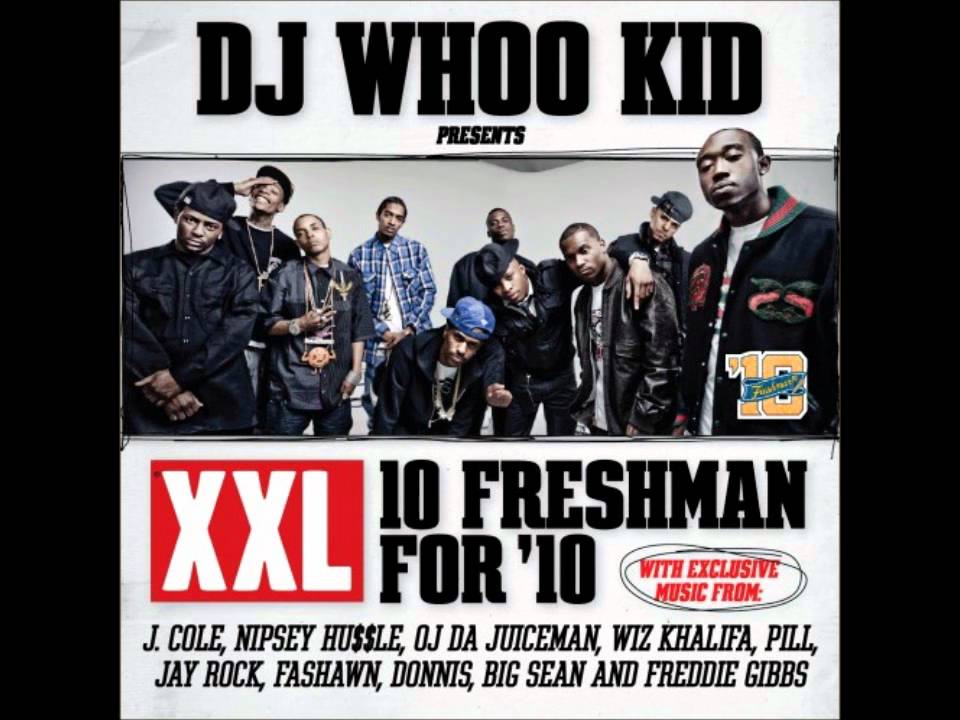 DJ WHOO KID
PRESENTS
'10
Freshmen
XXL
10 FRESHMAN
FOR '10
WITH EXCLUSIVE
MUSIC FROM:
J. COLE, NIPSEY HU$$LE, OJ DA JUICEMAN, WIZ KHALIFA, PILL,
JAY ROCK, FASHAWN, DONNIS, BIG SEAN AND FREDDIE GIBBS